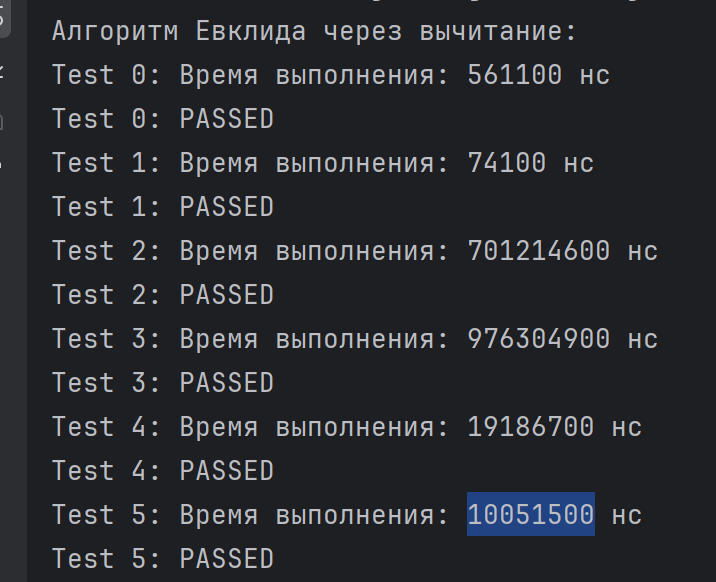 Алгоритм Евклида через вычитание:
Test 0: Время выполнения: 561100 нс
Test 0: PASSED
Test 1: Время выполнения: 74100 нс
Test 1: PASSED
Test 2: Время выполнения: 701214600 нс
Test 2: PASSED
Test 3: Время выполнения: 976304900 нс
Test 3: PASSED
Test 4: Время выполнения: 19186700 нс
Test 4: PASSED
Test 5: Время выполнения: 10051500 нс
Test 5: PASSED